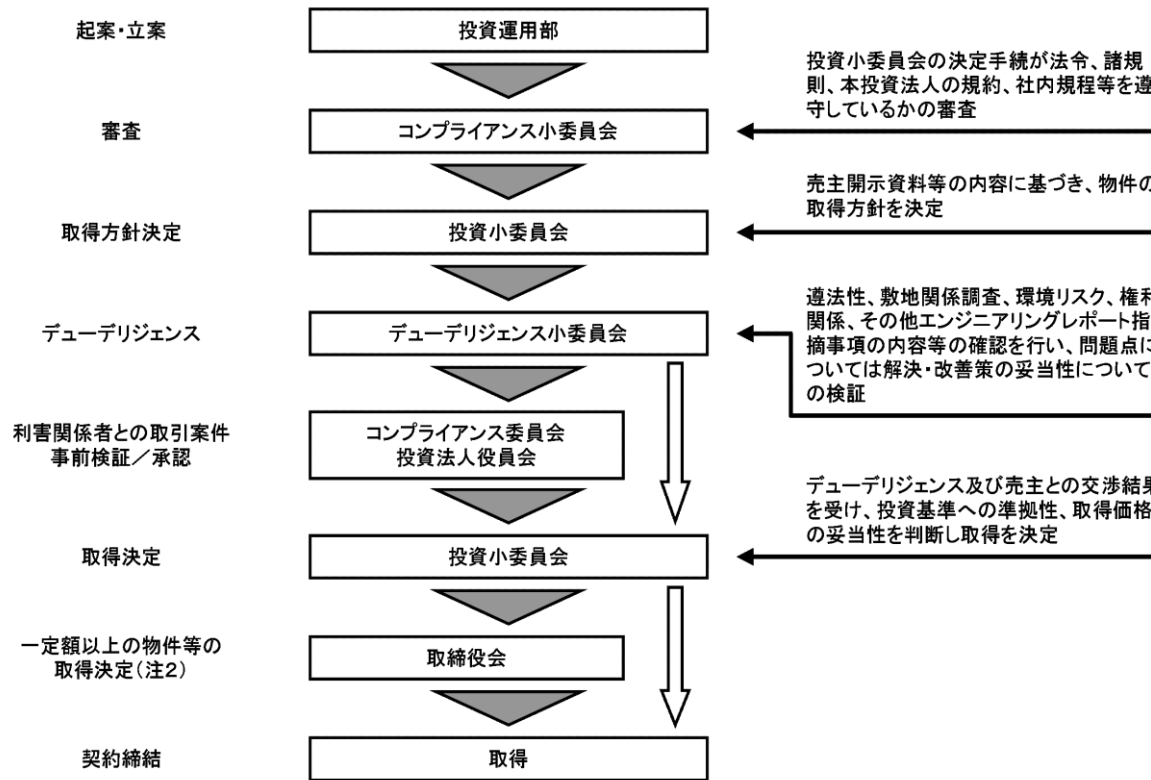 起案・立案
投資運用部
投資小委員会の決定手続が法令、諸規
則、本投資法人の規約、社内規程等を遵
守しているかの審査
審査
コンプライアンス小委員会
売主開示資料等の内容に基づき、物件の
取得方針を決定
取得方針決定
投資小委員会
遵法性、敷地関係調査、環境リスク、権利
関係、その他エンジニアリングレポート指
摘事項の内容等の確認を行い、問題点に
ついては解決・改善策の妥当性について
の検証
デューデリジェンス
デューデリジェンス小委員会
利害関係者との取引案件
事前検証／承認
コンプライアンス委員会
投資法人役員会
デューデリジェンス及び売主との交渉結果
を受け、投資基準への準拠性、取得価格
の妥当性を判断し取得を決定
取得決定
投資小委員会
一定額以上の物件等の
取得決定(注2)
取締役会
契約締結
取得